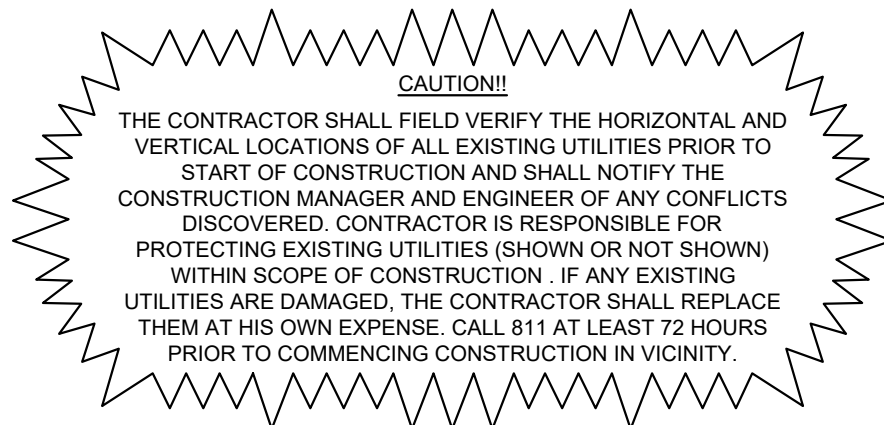 CAUTION!!
THE CONTRACTOR SHALL FIELD VERIFY THE HORIZONTAL AND
VERTICAL LOCATIONS OF ALL EXISTING UTILITIES PRIOR TO
START OF CONSTRUCTION AND SHALL NOTIFY THE
CONSTRUCTION MANAGER AND ENGINEER OF ANY CONFLICTS
DISCOVERED. CONTRACTOR IS RESPONSIBLE FOR
PROTECTING EXISTING UTILITIES (SHOWN OR NOT SHOWN)
WITHIN SCOPE OF CONSTRUCTION . IF ANY EXISTING
UTILITIES ARE DAMAGED, THE CONTRACTOR SHALL REPLACE
THEM AT HIS OWN EXPENSE. CALL 811 AT LEAST 72 HOURS
PRIOR TO COMMENCING CONSTRUCTION IN VICINITY.